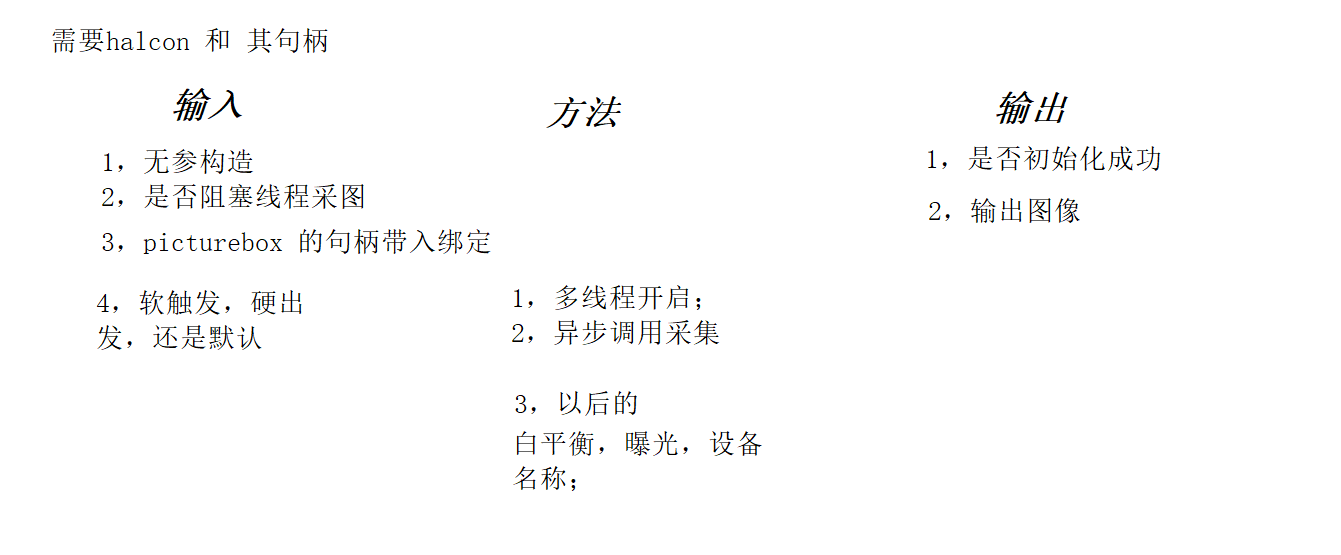 需要halcon 和 其句柄
输入
方法
输出
1，无参构造
2，是否阻塞线程采图
3，picturebox 的句柄带入绑定
4，软触发，硬出
发，还是默认
1，多线程开启；
2，异步调用采集
3，以后的
白平衡，曝光，设备
名称；
1，是否初始化成功
2，输出图像